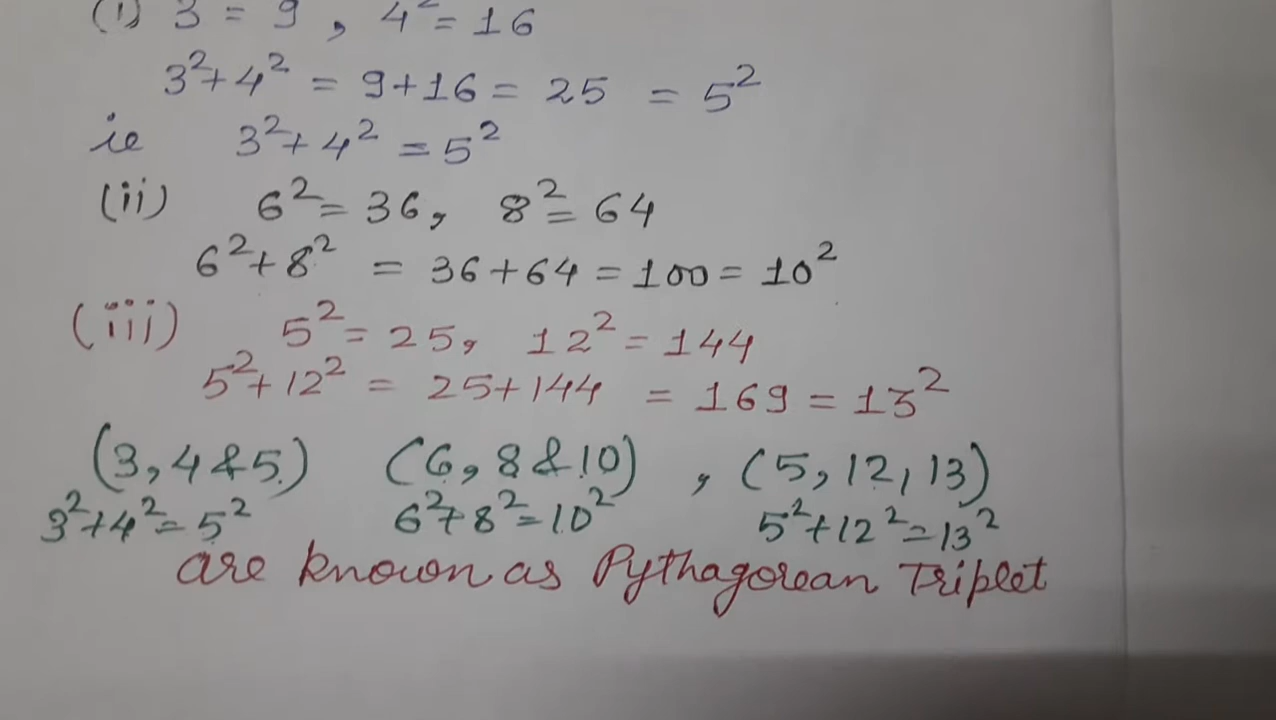 (i) 3 = 9 , 4² = 16
3² + 4² = 9 + 16 = 25 = 5²
ie 3² + 4² = 5²
(ii) 6² = 36, 8² = 64
6² + 8² = 36 + 64 = 100 = 10²
(iii) 5² = 25, 12² = 144
5² + 12² = 25 + 144 = 169 = 13²
(3, 4 & 5) (6, 8 & 10) , (5, 12, 13)
3² + 4² = 5² 6² + 8² = 10² 5² + 12² = 13²
are known as Pythagorean Triplet